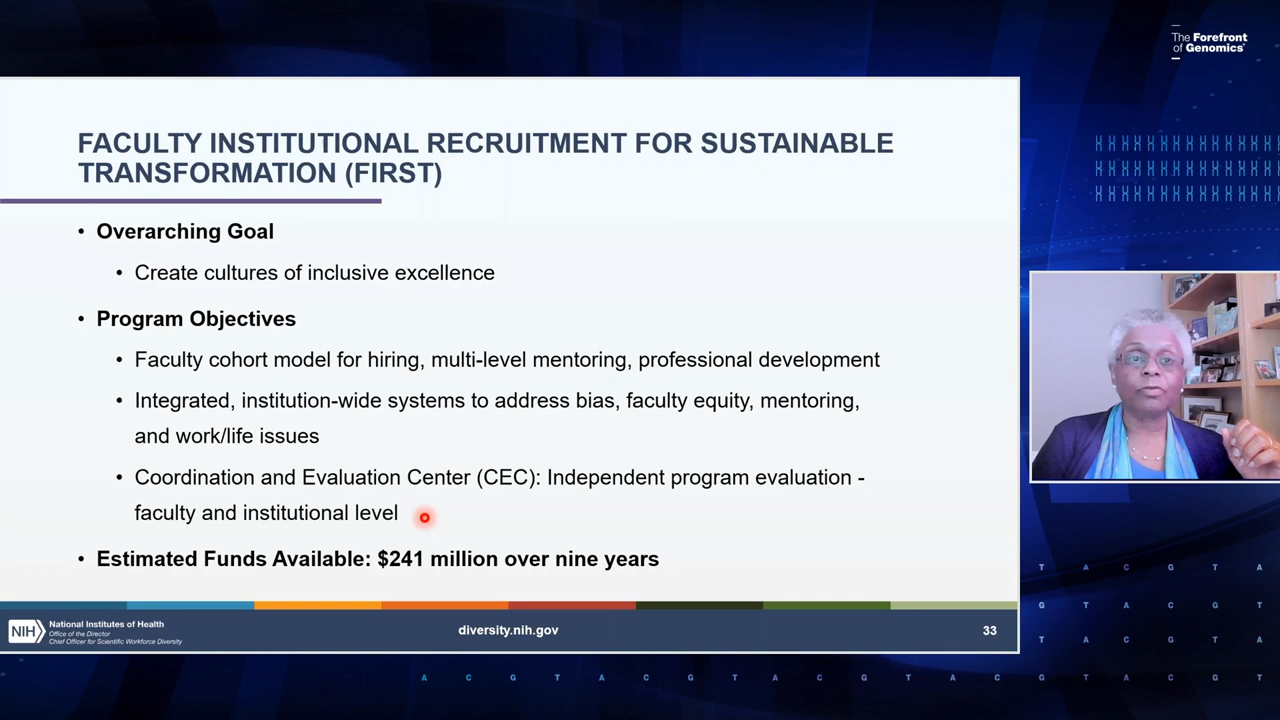 The Forefront
of Genomics
FACULTY INSTITUTIONAL RECRUITMENT FOR SUSTAINABLE
TRANSFORMATION (FIRST)
• Overarching Goal
• Create cultures of inclusive excellence
• Program Objectives
• Faculty cohort model for hiring, multi-level mentoring, professional development
• Integrated, institution-wide systems to address bias, faculty equity, mentoring,
and work/life issues
• Coordination and Evaluation Center (CEC): Independent program evaluation -
faculty and institutional level
• Estimated Funds Available: $241 million over nine years
NIH
National Institutes of Health
Office of the Director
Chief Officer for Scientific Workforce Diversity
diversity.nih.gov
33
T A C G T A
G T A C G T
T A C G T A
A C G T A C G T A C G T A C G T A C G T